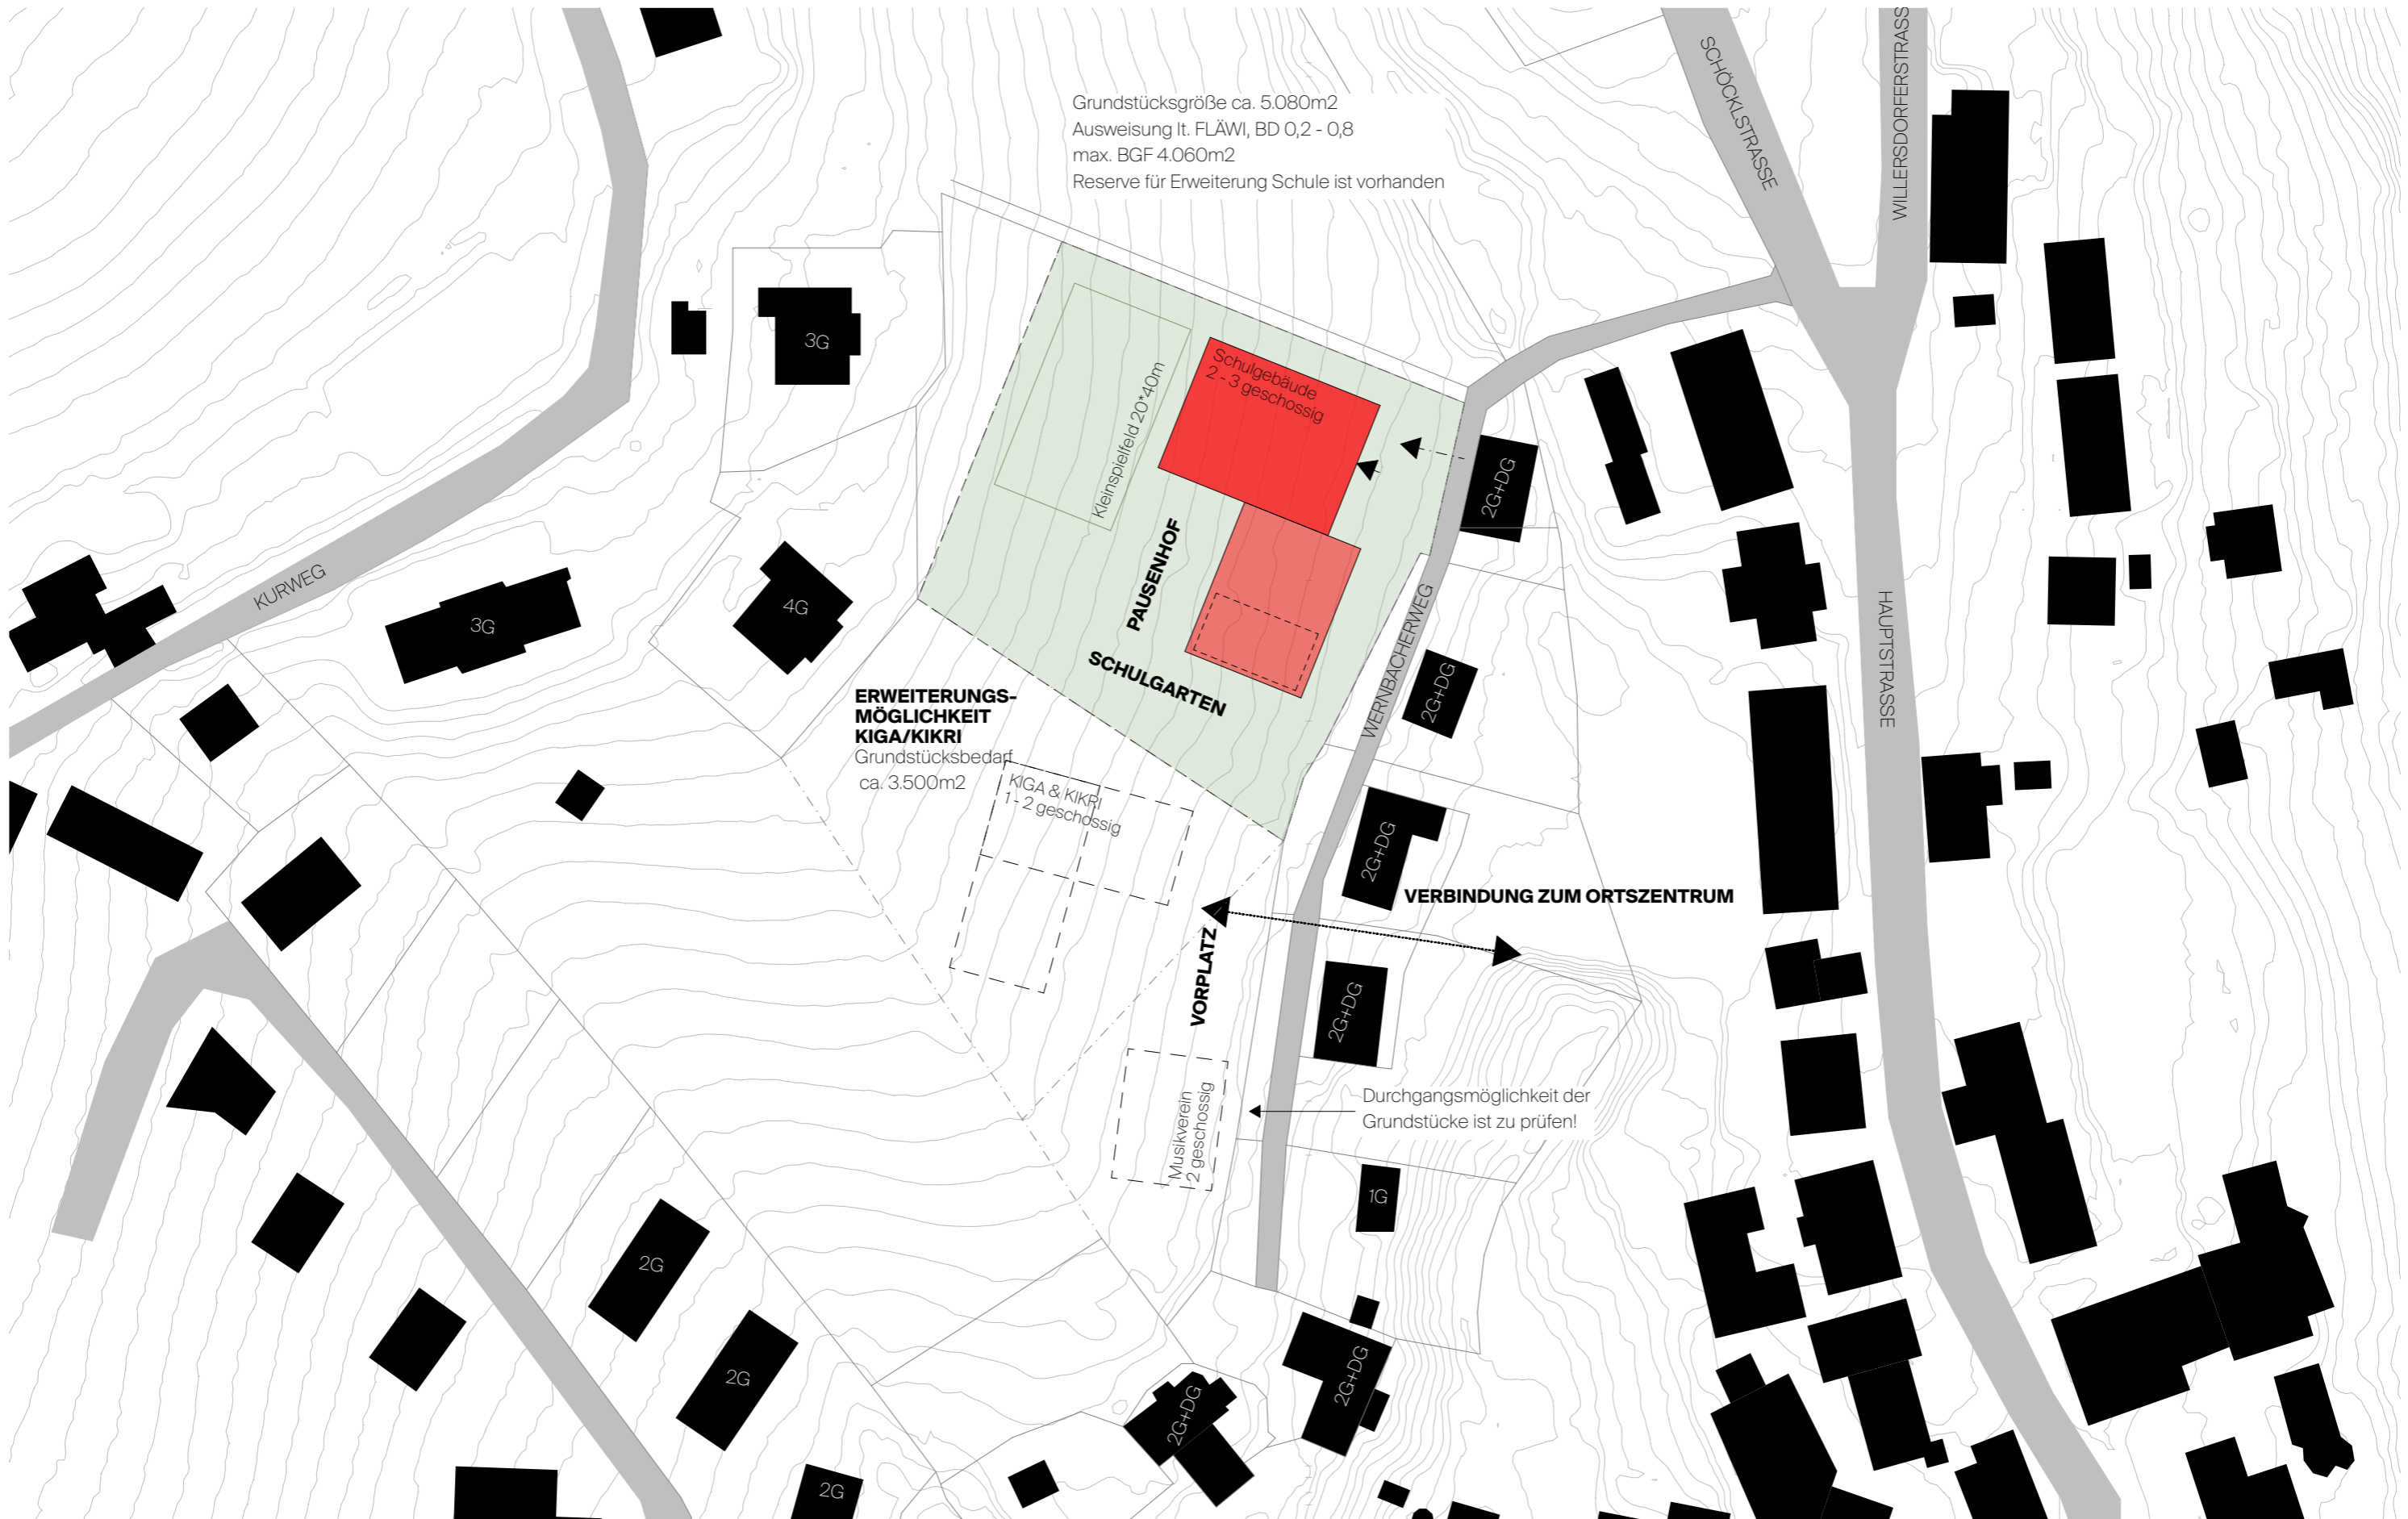 Grundstücksgröße ca. 5.080m2
Ausweisung lt. FLÄWI, BD 0,2 - 0,8
max. BGF 4.060m2
Reserve für Erweiterung Schule ist vorhanden
SCHÖCKLSTRASSE
WILLERSDORFERSTRASS
3G
Schulgebäude
2 - 3 geschossig
Kleinspielfeld 20*40m
2G+DG
KURWEG
3G
4G
PAUSENHOF
SCHULGARTEN
WERNBACHERWEG
2G+DG
HAUPTSTRASSE
ERWEITERUNGS-
MÖGLICHKEIT
KIGA/KIKRI
Grundstücksbedarf
ca. 3.500m2
KIGA & KIKRI
1 - 2 geschossig
2G+DG
VERBINDUNG ZUM ORTSZENTRUM
VORPLATZ
2G+DG
Durchgangsmöglichkeit der
Grundstücke ist zu prüfen!
Musikverein
2 geschossig
1G
2G
2G
2G+DG
2G+DG
2G